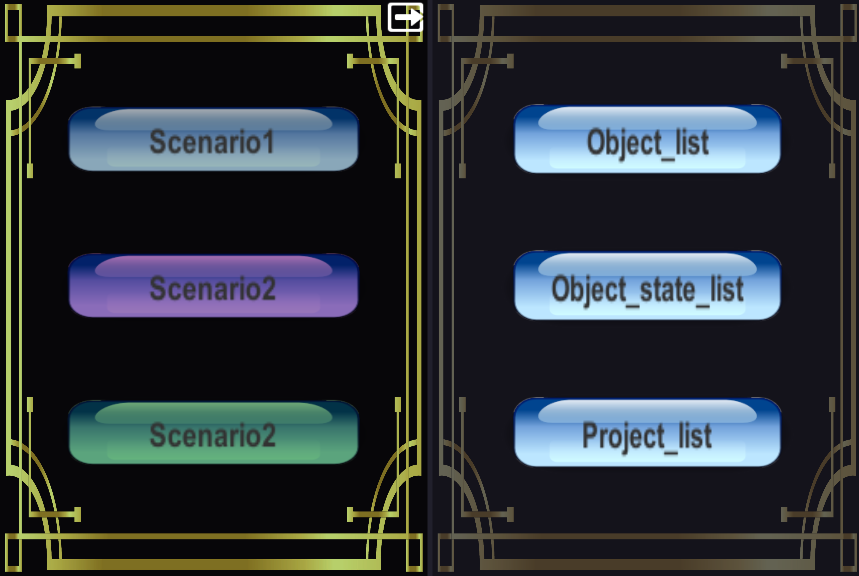 Scenario1
Scenario2
Scenario2
Object_list
Object_state_list
Project_list